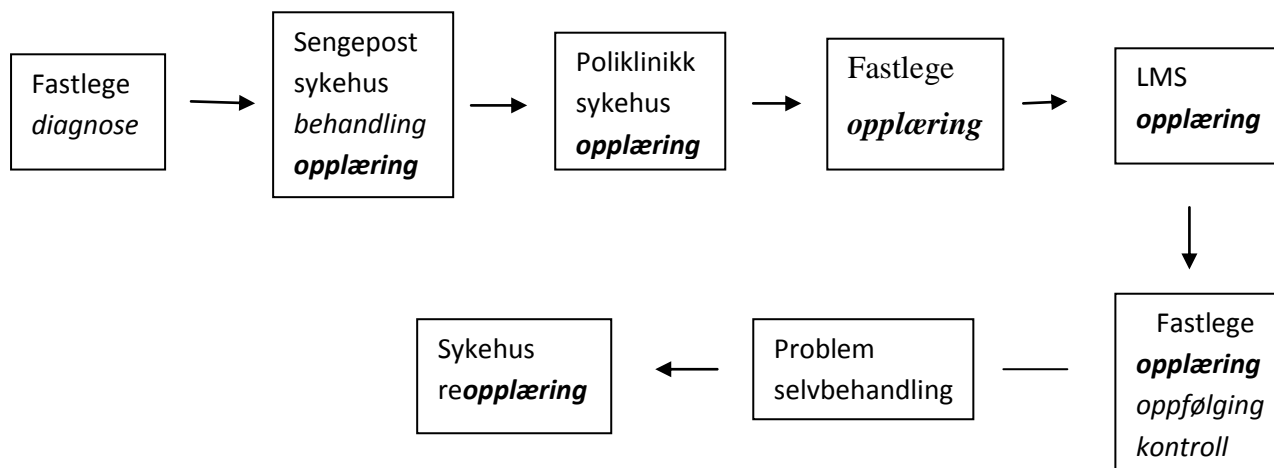 Fastlege
diagnose
Sengepost
sykehus
behandling
opplæring
Poliklinikk
sykehus
opplæring
Fastlege
opplæring
LMS
opplæring
Fastlege
opplæring
oppfølging
kontroll
Problem
selvbehandling
Sykehus
reopplæring